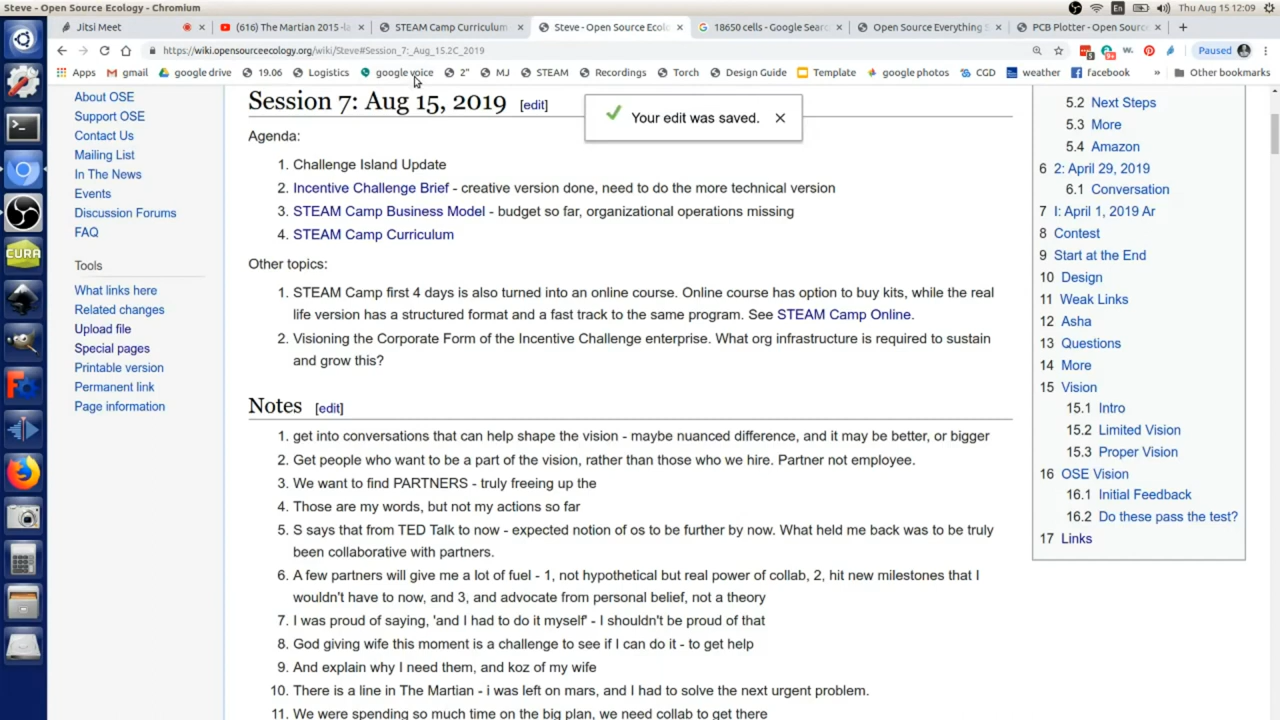 Steve - Open Source Ecology - Chromium
En
Thu Aug 15 12:09
Jitsi Meet
(616) The Martian 2015 -la
STEAM Camp Curriculum
Steve - Open Source Ecolo
18650 cells - Google Searc
Open Source Everything S
PCB Plotter - Open Source
https://wiki.opensourceecology.org/wiki/Steve#Session_7:_Aug_15.2C_2019
Paused
Apps
gmail
google drive
19.06
Logistics
google voice
2"
MJ
STEAM
Recordings
Torch
Design Guide
Template
google photos
CGD
weather
facebook
»
Other bookmarks
About OSE
Support OSE
Contact Us
Mailing List
In The News
Events
Discussion Forums
FAQ
Tools
What links here
Related changes
Upload file
Special pages
Printable version
Permanent link
Page information
CURA
Session 7: Aug 15, 2019 [edit]
Your edit was saved.
Agenda:
1. Challenge Island Update
2. Incentive Challenge Brief - creative version done, need to do the more technical version
3. STEAM Camp Business Model - budget so far, organizational operations missing
4. STEAM Camp Curriculum
Other topics:
1. STEAM Camp first 4 days is also turned into an online course. Online course has option to buy kits, while the real
life version has a structured format and a fast track to the same program. See STEAM Camp Online.
2. Visioning the Corporate Form of the Incentive Challenge enterprise. What org infrastructure is required to sustain
and grow this?
Notes [edit]
1. get into conversations that can help shape the vision - maybe nuanced difference, and it may be better, or bigger
2. Get people who want to be a part of the vision, rather than those who we hire. Partner not employee.
3. We want to find PARTNERS - truly freeing up the
4. Those are my words, but not my actions so far
5. S says that from TED Talk to now - expected notion of os to be further by now. What held me back was to be truly
been collaborative with partners.
6. A few partners will give me a lot of fuel - 1, not hypothetical but real power of collab, 2, hit new milestones that I
wouldn't have to now, and 3, and advocate from personal belief, not a theory
7. I was proud of saying, 'and I had to do it myself' - I shouldn't be proud of that
8. God giving wife this moment is a challenge to see if I can do it - to get help
9. And explain why I need them, and koz of my wife
10. There is a line in The Martian - i was left on mars, and I had to solve the next urgent problem.
11. We were spending so much time on the big plan, we need collab to get there
5.2 Next Steps
5.3 More
5.4 Amazon
6 2: April 29, 2019
6.1 Conversation
7 I: April 1, 2019 Ar
8 Contest
9 Start at the End
10 Design
11 Weak Links
12 Asha
13 Questions
14 More
15 Vision
15.1 Intro
15.2 Limited Vision
15.3 Proper Vision
16 OSE Vision
16.1 Initial Feedback
16.2 Do these pass the test?
17 Links